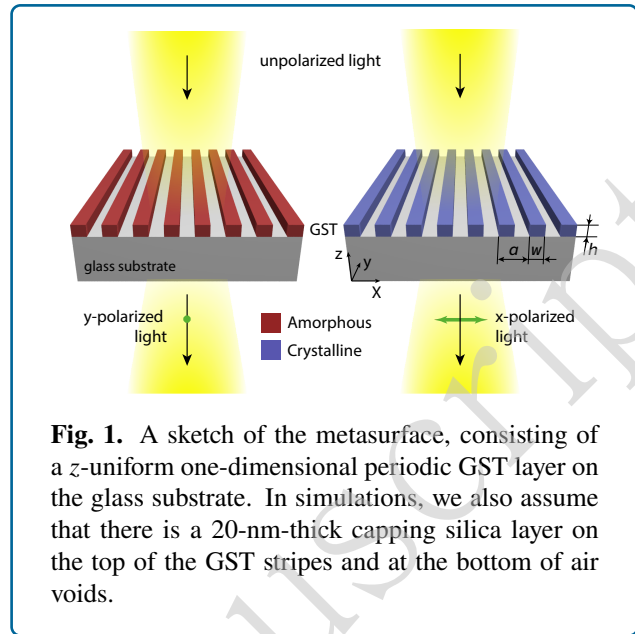 unpolarized light
GST
glass substrate
z
y
X
a
w
h
y-polarized
light
Amorphous
Crystalline
x-polarized
light
Fig. 1. A sketch of the metasurface, consisting of
a z-uniform one-dimensional periodic GST layer on
the glass substrate. In simulations, we also assume
that there is a 20-nm-thick capping silica layer on
the top of the GST stripes and at the bottom of air
voids.